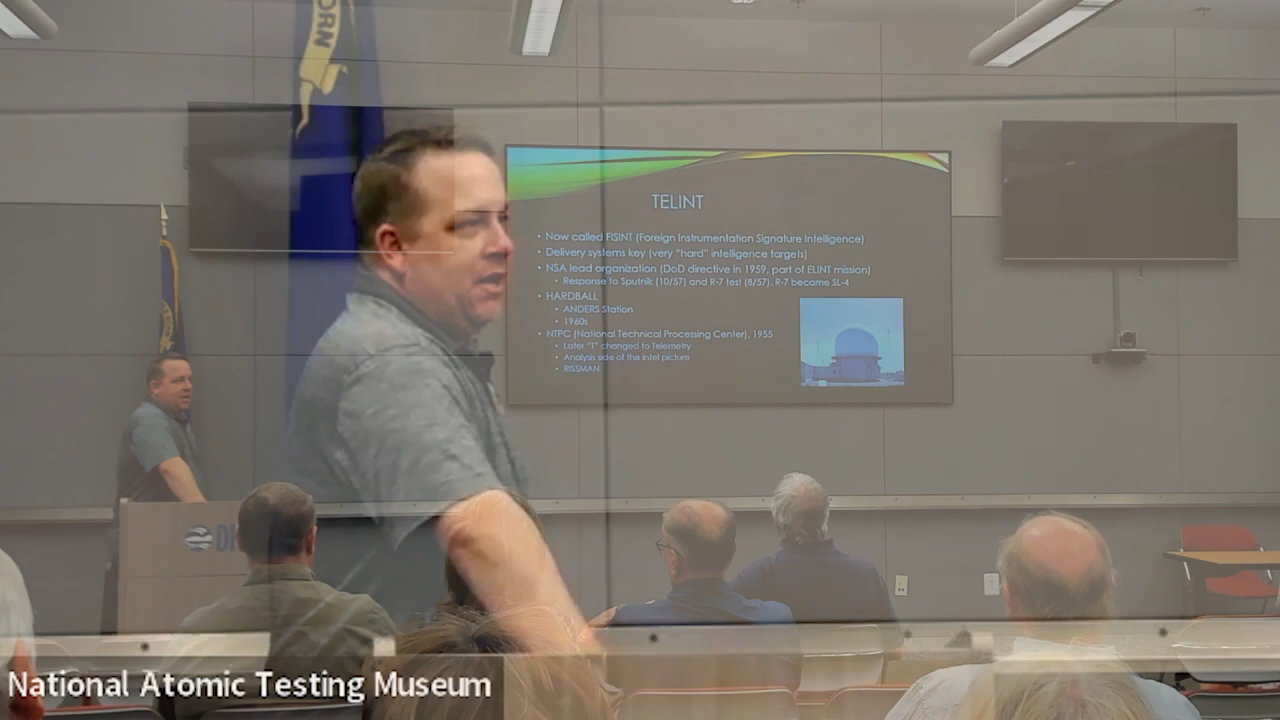 ORN
TELINT
• Now called FISINT (Foreign Instrumentation Signature Intelligence)
• Delivery systems key (very "hard" intelligence targets)
• NSA lead organization (DoD directive in 1959, part of ELINT mission)
• Response to Sputnik (10/57) and R-7 test (8/57). R-7 became SL-4
• HARDBALL
• ANDERS Station
• 1960s
• NTPC (National Technical Processing Center), 1955
• Later "T" changed to Telemetry
• Analysis side of the intel picture
• RISSMAN
National Atomic Testing Museum